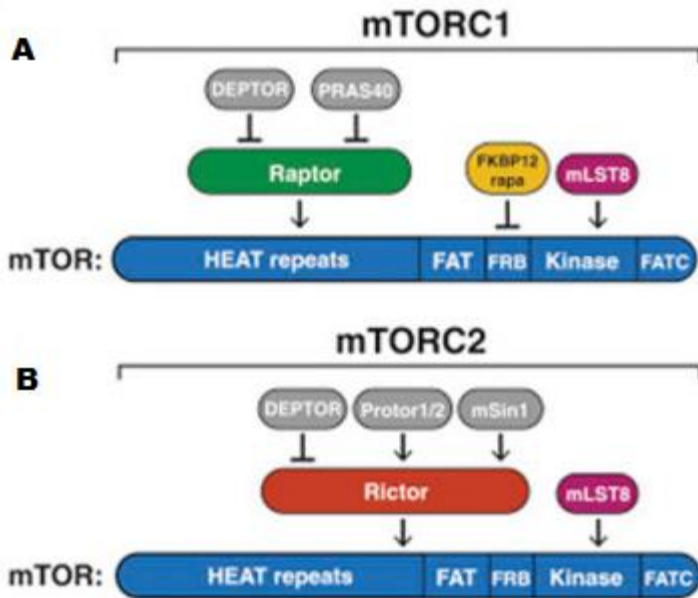 A
mTORC1
DEPTOR PRAS40
Raptor
FKBP12
rapa
mLST8
mTOR: HEAT repeats FAT FRB Kinase FATC
B
mTORC2
DEPTOR Protor1/2 mSin1
Rictor
mLST8
mTOR: HEAT repeats FAT FRB Kinase FATC